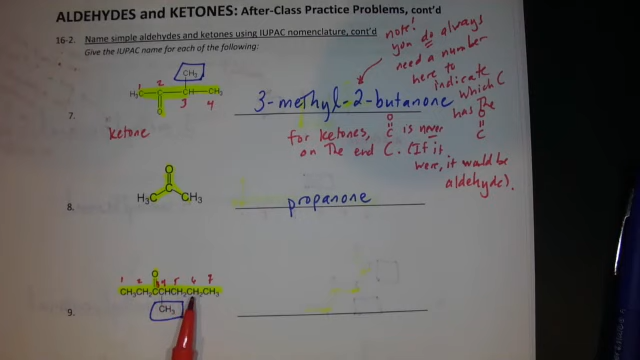 ALDEHYDES and KETONES: After-Class Practice Problems, cont'd
16-2. Name simple aldehydes and ketones using IUPAC nomenclature, cont'd
Give the IUPAC name for each of the following:
note!
you do always
need a number
here to
indicate
which C
has the
O
C
CH₃
1 2
H₃C C CH CH₃
O 3 4
7.
ketone
3-methyl-2-butanone
O
for ketones, C is never
on the end C. (If it
were, it would be
aldehyde).
O
C
H₃C CH₃
8.
propanone
O
1 2 3 4 5 6 7
CH₃CH₂CCHCH₂CH₂CH₃
CH₃
9.